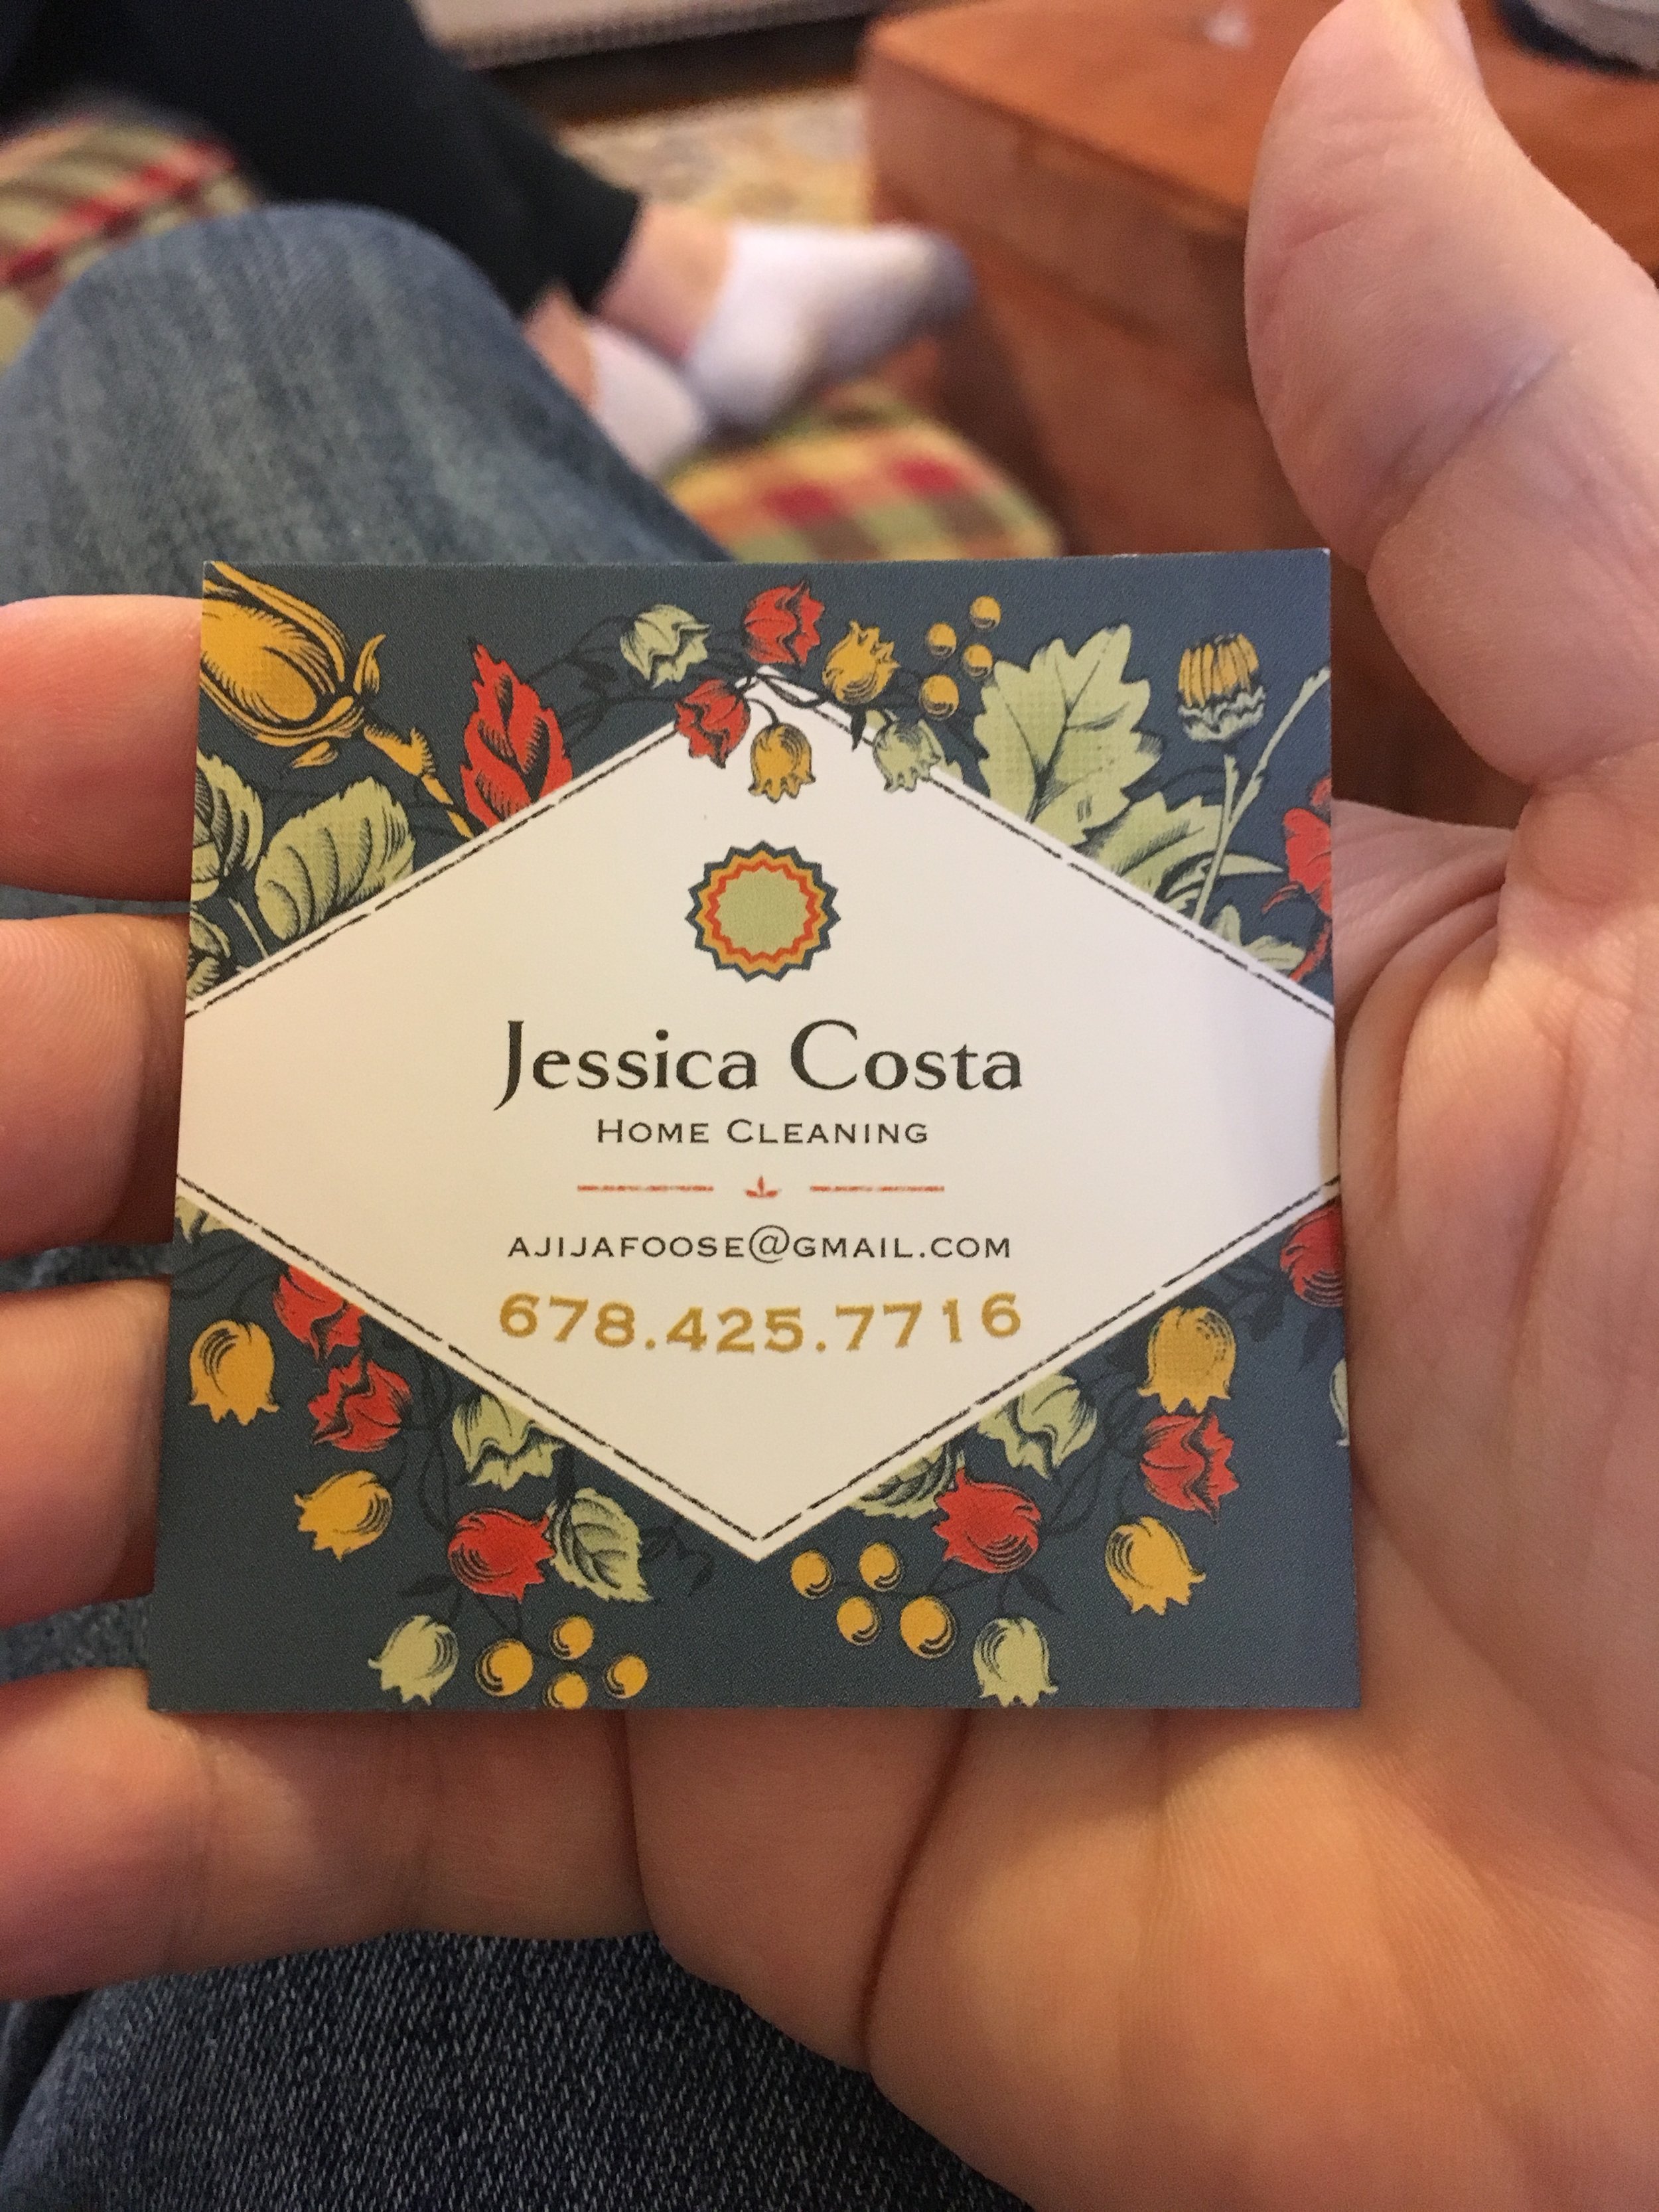 Jessica Costa
Home Cleaning
AJIJAFOOSE@GMAIL.COM
678.425.7716